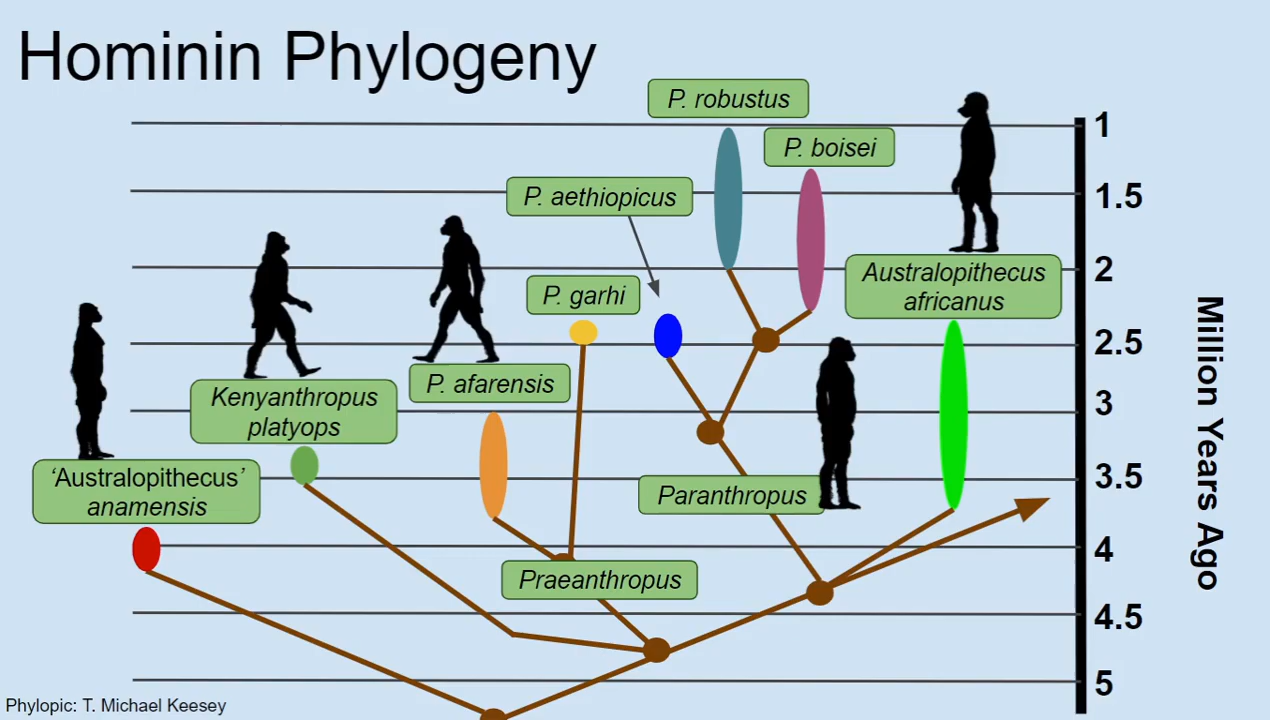 Hominin Phylogeny
P. robustus
1
P. boisei
P. aethiopicus
1.5
Australopithecus
africanus
2
P. garhi
2.5
P. afarensis
Kenyanthropus
platyops
3
‘Australopithecus’
anamensis
3.5
Paranthropus
4
Praeanthropus
4.5
5
Million Years Ago
Phylopic: T. Michael Keesey